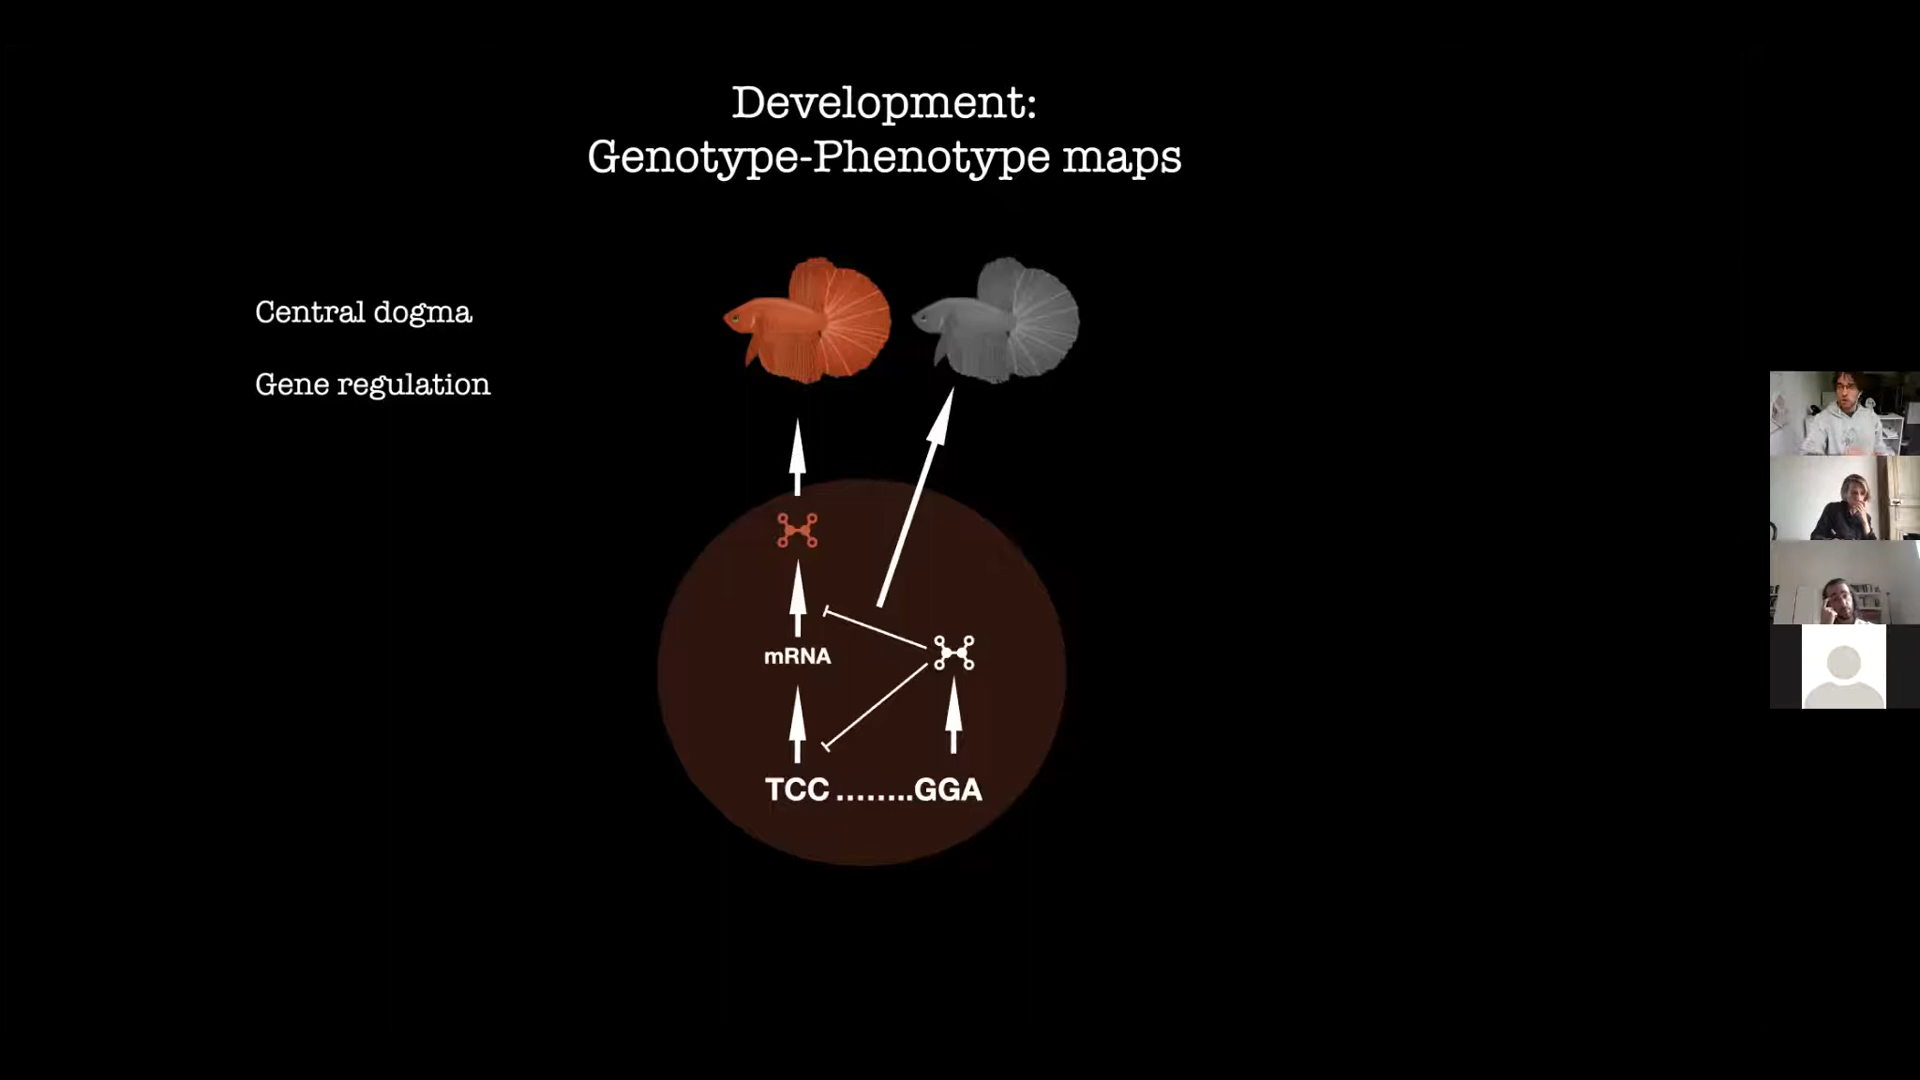 Development:
Genotype-Phenotype maps
Central dogma
Gene regulation
mRNA
TCC ........GGA